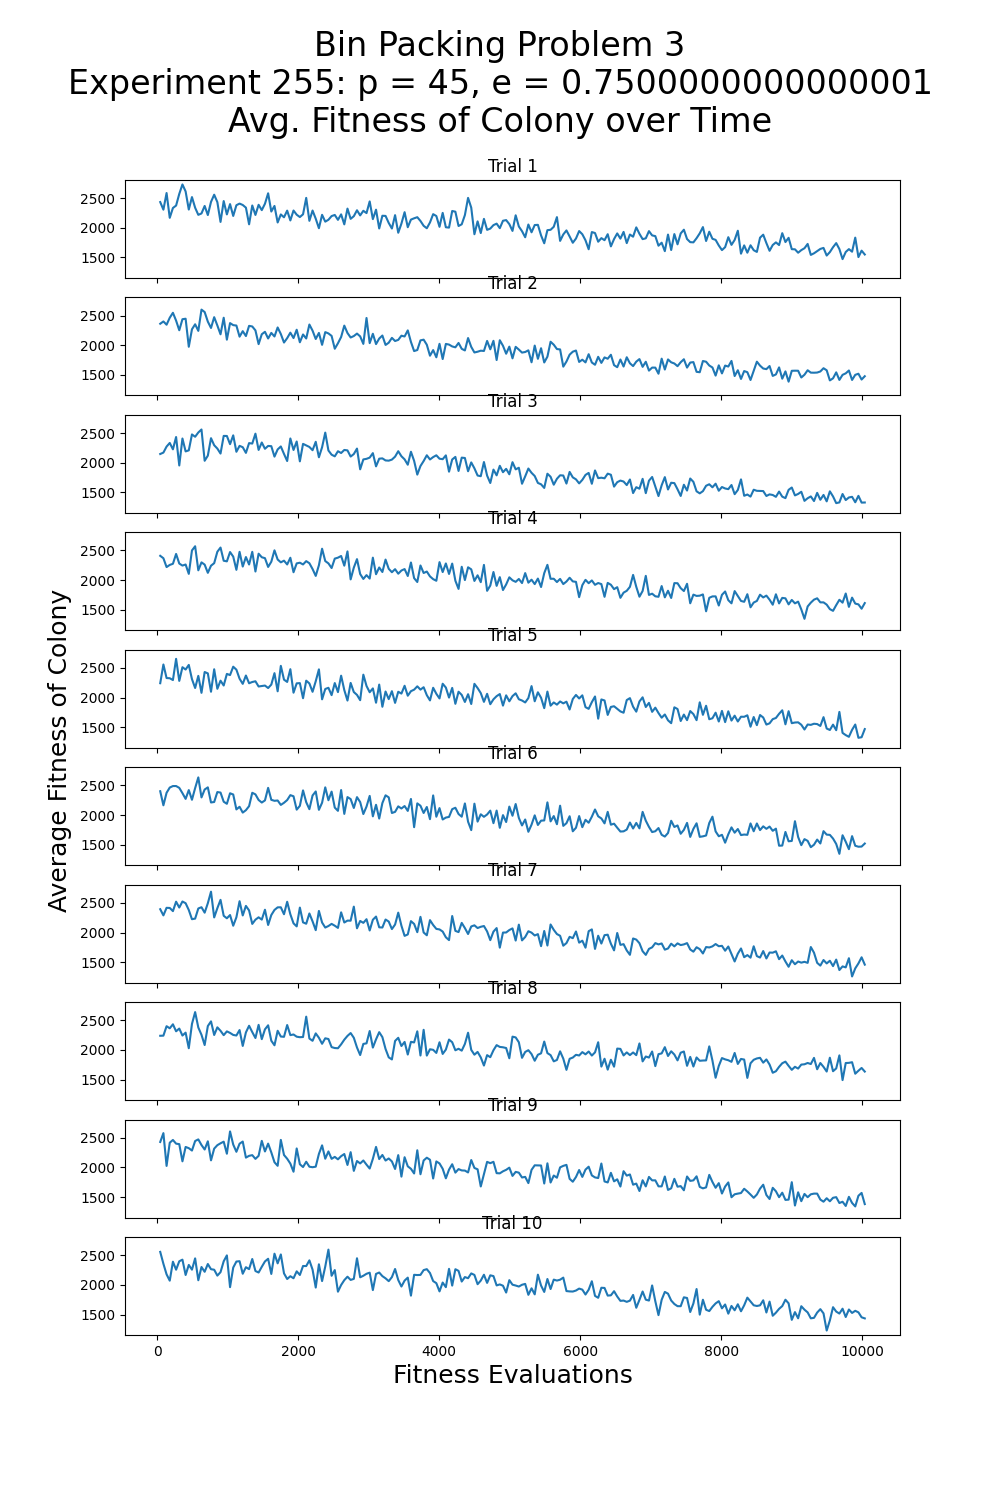 Bin Packing Problem 3
Experiment 255: p = 45, e = 0.7500000000000001
Avg. Fitness of Colony over Time
Trial 1
2500
2000
1500
Trial 2
2500
2000
1500
Trial 3
2500
2000
1500
Trial 4
2500
2000
1500
Trial 5
2500
2000
1500
Trial 6
2500
2000
1500
Trial 7
2500
2000
1500
Trial 8
2500
2000
1500
Trial 9
2500
2000
1500
Trial 10
2500
2000
1500
0 2000 4000 6000 8000 10000
Fitness Evaluations
Average Fitness of Colony